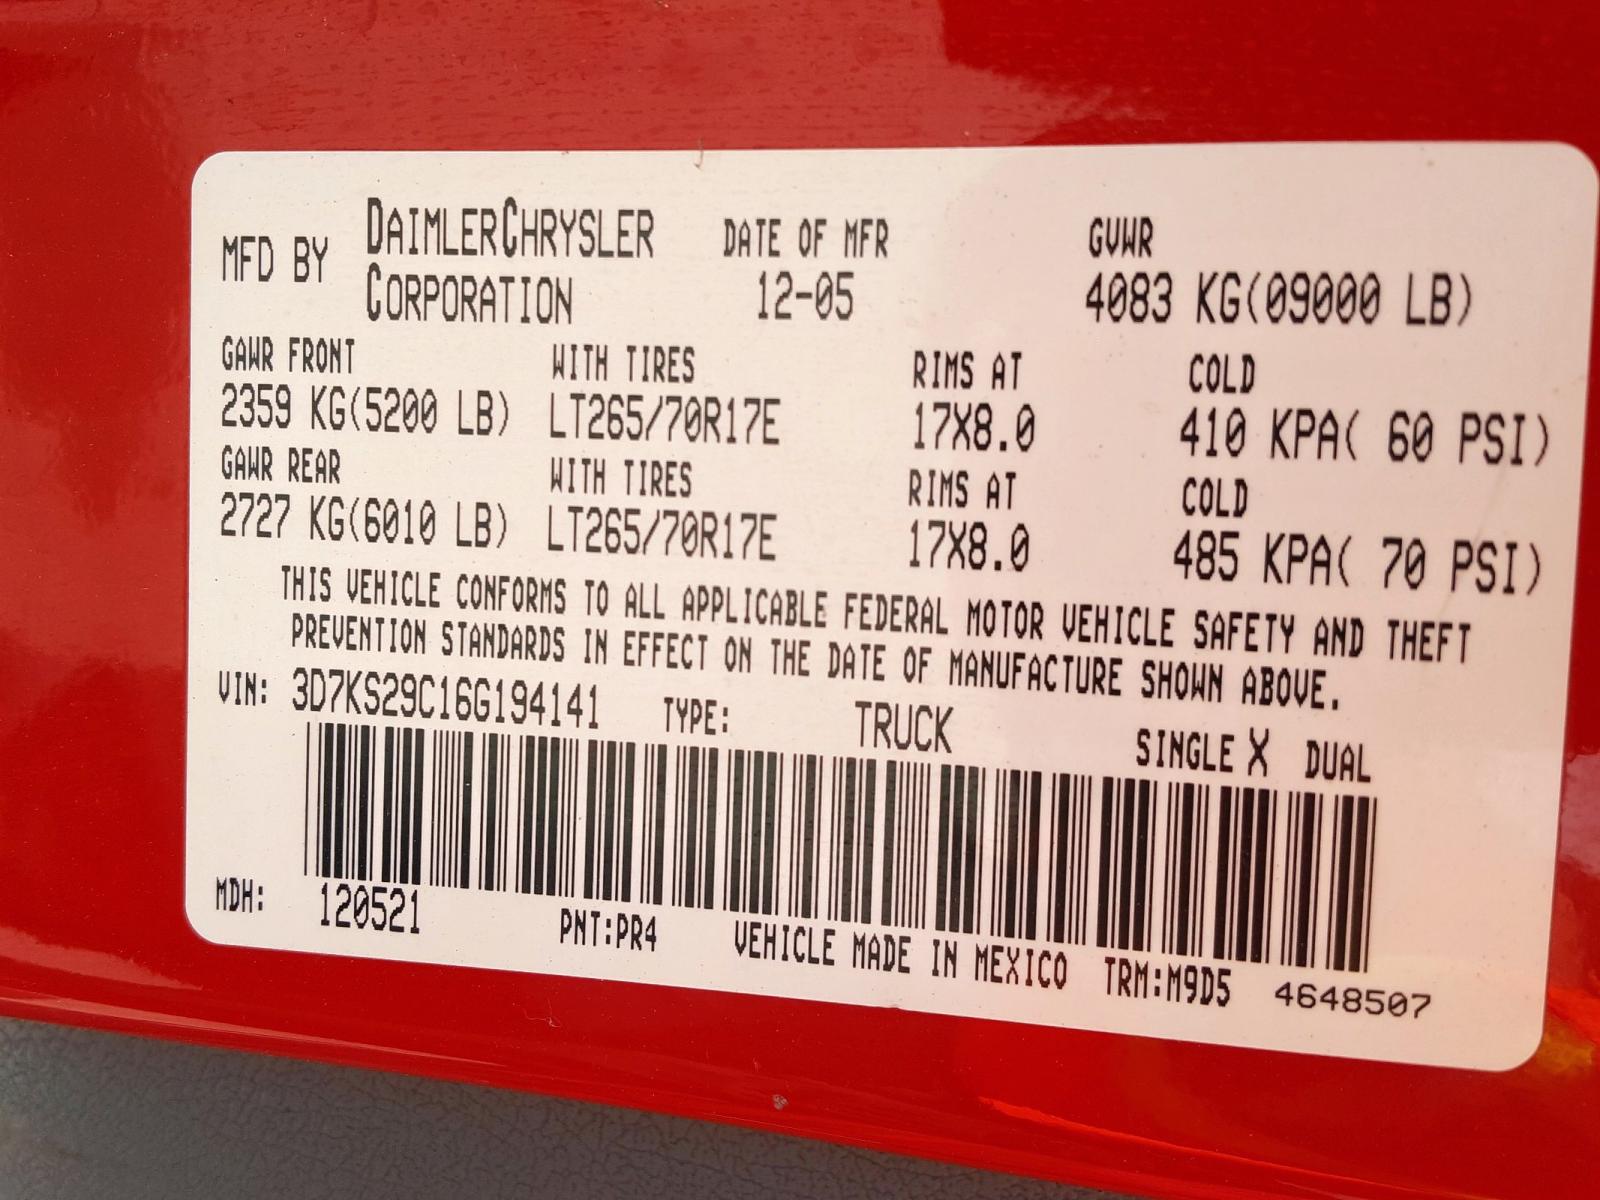 MFD BY DAIMLERCHRYSLER CORPORATION DATE OF MFR 12-05 GVWR 4083 KG(09000 LB)
GAWR FRONT WITH TIRES RIMS AT COLD
2359 KG(5200 LB) LT265/70R17E 17X8.0 410 KPA( 60 PSI)
GAWR REAR WITH TIRES RIMS AT COLD
2727 KG(6010 LB) LT265/70R17E 17X8.0 485 KPA( 70 PSI)
THIS VEHICLE CONFORMS TO ALL APPLICABLE FEDERAL MOTOR VEHICLE SAFETY AND THEFT
PREVENTION STANDARDS IN EFFECT ON THE DATE OF MANUFACTURE SHOWN ABOVE.
VIN: 3D7KS29C16G194141 TYPE: TRUCK SINGLE X DUAL
MDH: 120521 PNT:PR4 VEHICLE MADE IN MEXICO TRM:M9D5 4648507